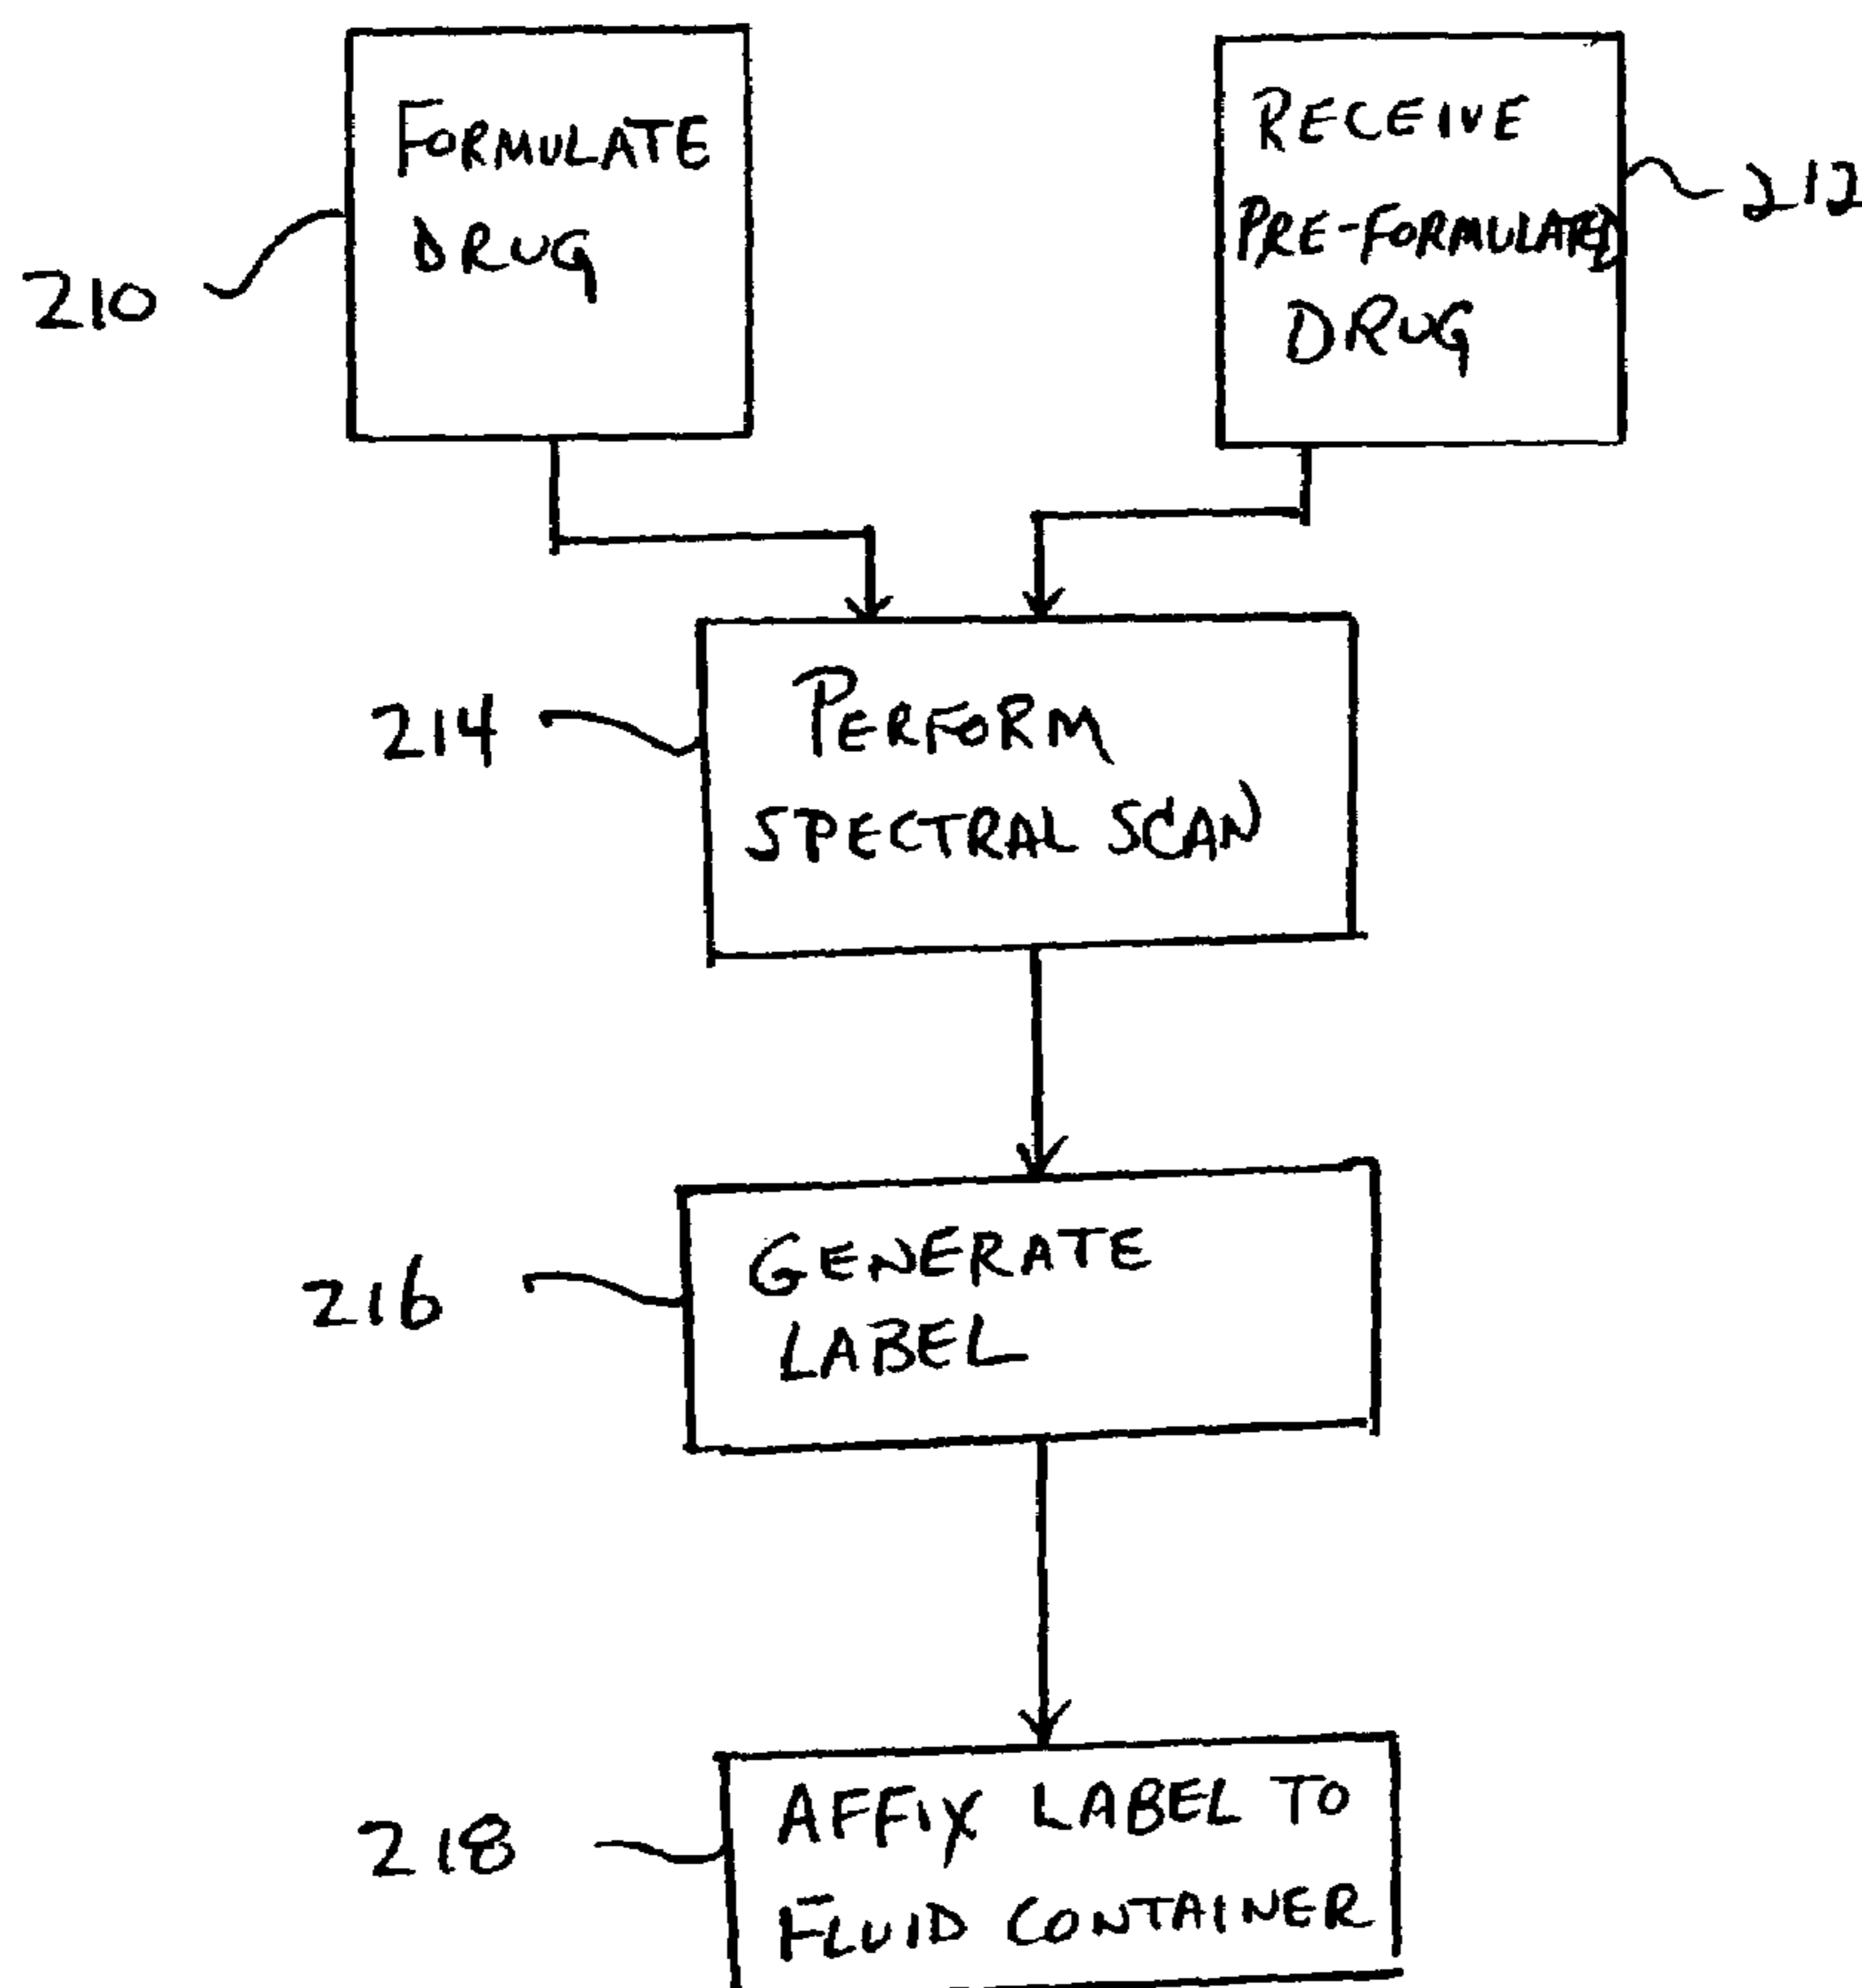 FORMULATE
DRUG
210
RECEIVE
PRE-FORMULATED
DRUG
212
214
PERFORM
SPECTRAL SCAN
216
GENERATE
LABEL
218
AFFIX LABEL TO
FLUID CONTAINER